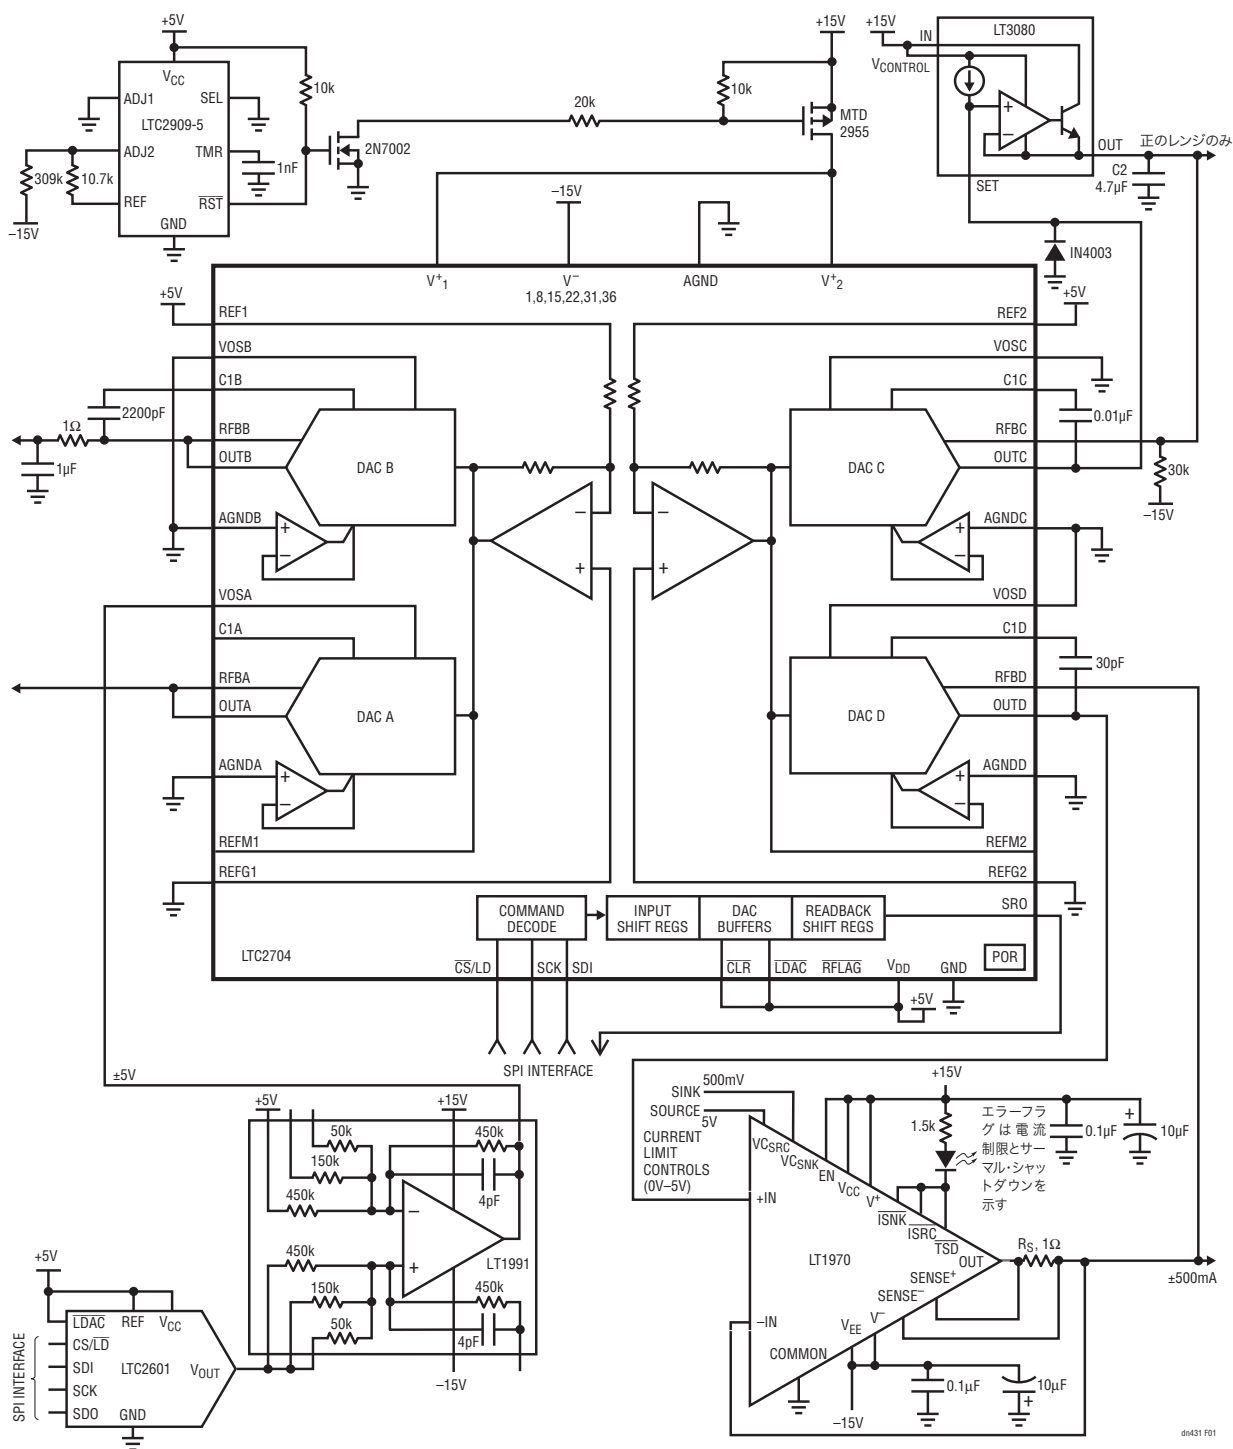 +5V
+15V
+15V
IN
LT3080
VCC
VCONTROL
ADJ1
SEL
10k
10k
LTC2909-5
20k
MTD
2955
ADJ2
TMR
2N7002
1nF
OUT
正のレンジのみ
309k
10.7k
C2
4.7µF
REF
RST
–15V
SET
–15V
GND
IN4003
V+1
V–
AGND
V+2
1,8,15,22,31,36
+5V
+5V
REF1
REF2
VOSB
VOSC
C1B
C1C
2200pF
0.01µF
1Ω
RFBB
RFBC
OUTB
DAC B
DAC C
OUTC
1µF
30k
–15V
AGNDB
+
–
–
+
–
+
+
–
AGNDC
VOSA
VOSD
C1A
C1D
30pF
RFBA
RFBD
OUTA
DAC A
DAC D
OUTD
AGNDA
+
–
+
–
AGNDD
REFM1
REFM2
REFG1
REFG2
SRO
COMMAND
DECODE
INPUT
SHIFT REGS
DAC
BUFFERS
READBACK
SHIFT REGS
LTC2704
POR
CS/LD
SCK
SDI
CLR
LDAC
RFLAG
VDD
GND
+5V
SPI INTERFACE
±5V
+5V
+15V
50k
450k
150k
4pF
450k
–
450k
+
LT1991
150k
450k
50k
4pF
–15V
+5V
LDAC
REF
VCC
CS/LD
SDI
LTC2601
VOUT
SCK
SDO
GND
SPI INTERFACE
SINK
500mV
SOURCE
5V
CURRENT
LIMIT
CONTROLS
(0V–5V)
+15V
1.5k
エラーフラ
グは電流
制限とサー
マル・シャッ
トダウンを
示す
0.1µF
+
10µF
VCSRC
VCSNK
EN
VCC
V+
ISNK
ISRC
TSD
+IN
LT1970
OUT
RS, 1Ω
±500mA
SENSE+
SENSE–
–IN
VEE
V–
COMMON
0.1µF
10µF
+
–15V
dn431 F01